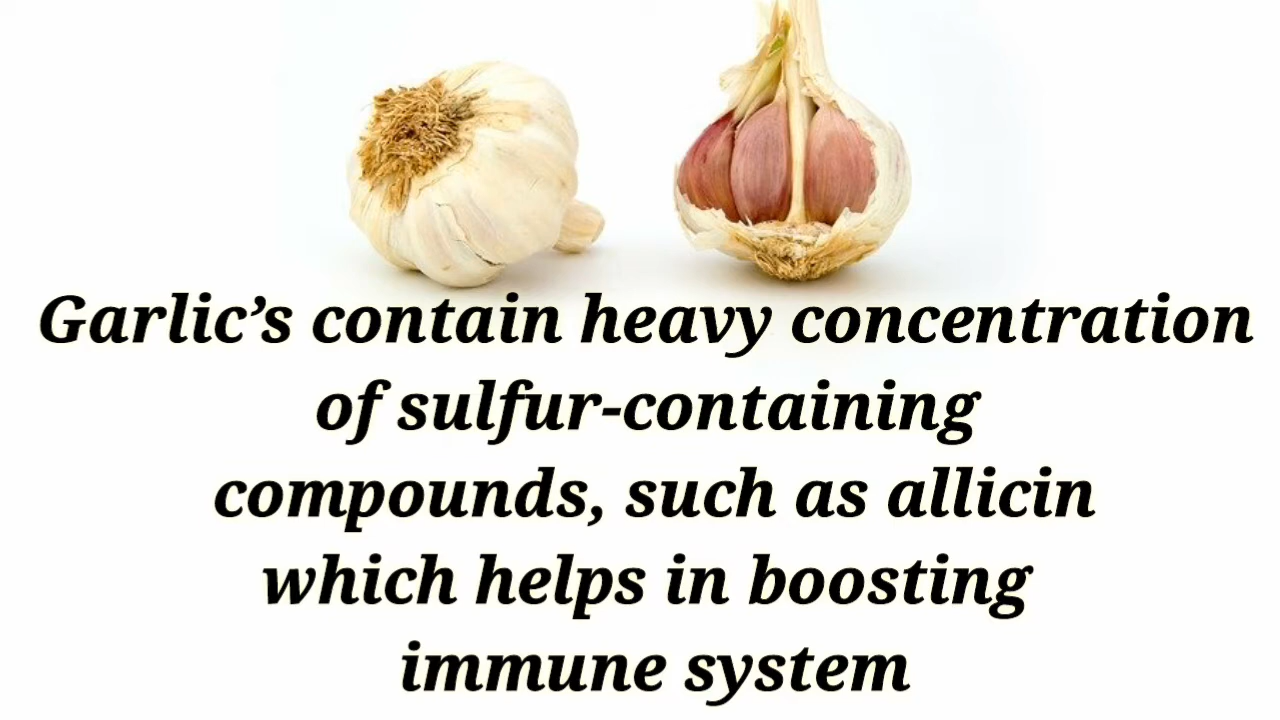 Garlic’s contain heavy concentration
of sulfur-containing
compounds, such as allicin
which helps in boosting
immune system